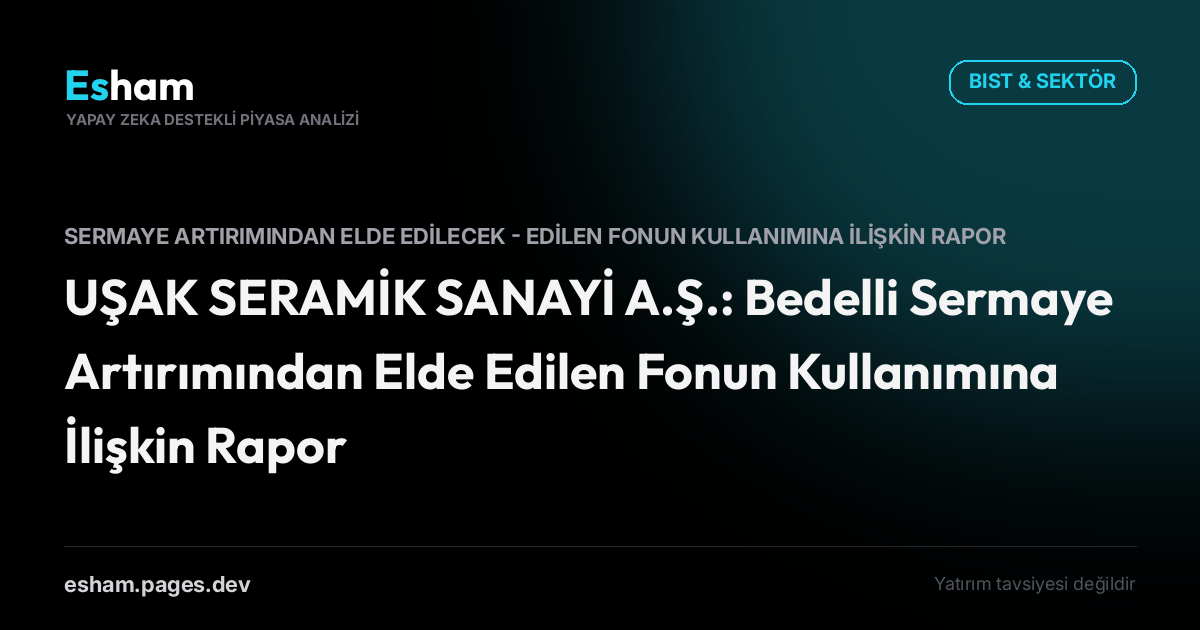 Esham
YAPAY ZEKA DESTEKLİ PİYASA ANALİZİ
BIST & SEKTÖR
SERMAYE ARTIRIMINDAN ELDE EDİLECEK - EDİLEN FONUN KULLANIMINA İLİŞKİN RAPOR
UŞAK SERAMİK SANAYİ A.Ş.: Bedelli Sermaye
Artırımından Elde Edilen Fonun Kullanımına
İlişkin Rapor
esham.pages.dev
Yatırım tavsiyesi değildir